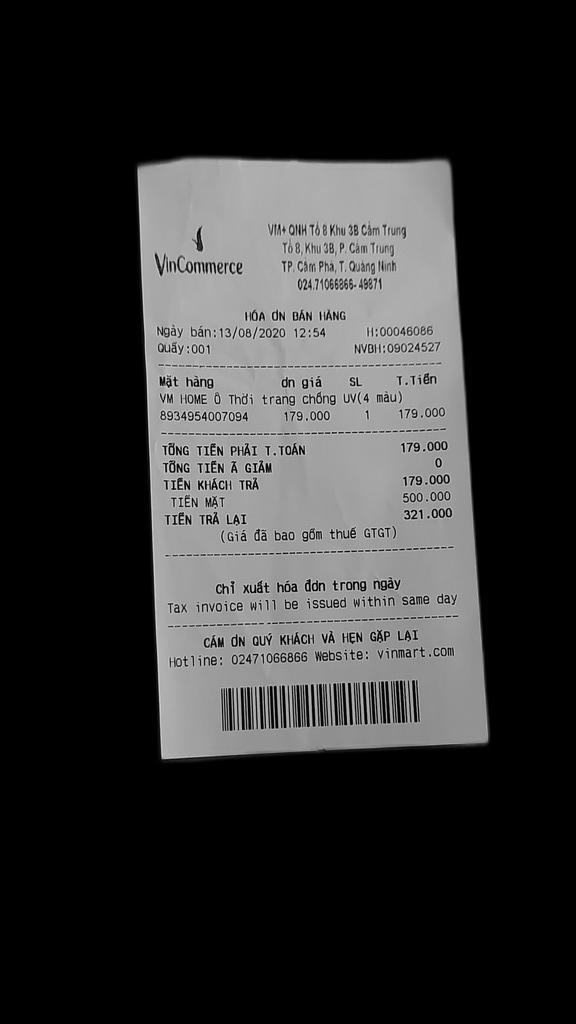 VinCommerce
VM+ QNH Tổ 8 Khu 3B Cẩm Trung
Tổ 8, Khu 3B, P. Cẩm Trung
TP. Cẩm Phả, T. Quảng Ninh
024.71066866-49871
HÓA ƠN BÁN HÀNG
Ngày bán:13/08/2020 12:54 H:00046086
Quầy:001 NVBH:09024527
Mặt hàng ơn giá SL T.Tiền
VM HOME Ô Thời trang chống UV(4 màu)
8934954007094 179.000 1 179.000
TỔNG TIỀN PHẢI T.TOÁN 179.000
TỔNG TIỀN Ã GIẢM 0
TIỀN KHÁCH TRẢ 179.000
TIỀN MẶT 500.000
TIỀN TRẢ LẠI 321.000
(Giá đã bao gồm thuế GTGT)
Chỉ xuất hóa đơn trong ngày
Tax invoice will be issued within same day
CẢM ƠN QUÝ KHÁCH VÀ HẸN GẶP LẠI
Hotline: 02471066866 Website: vinmart.com